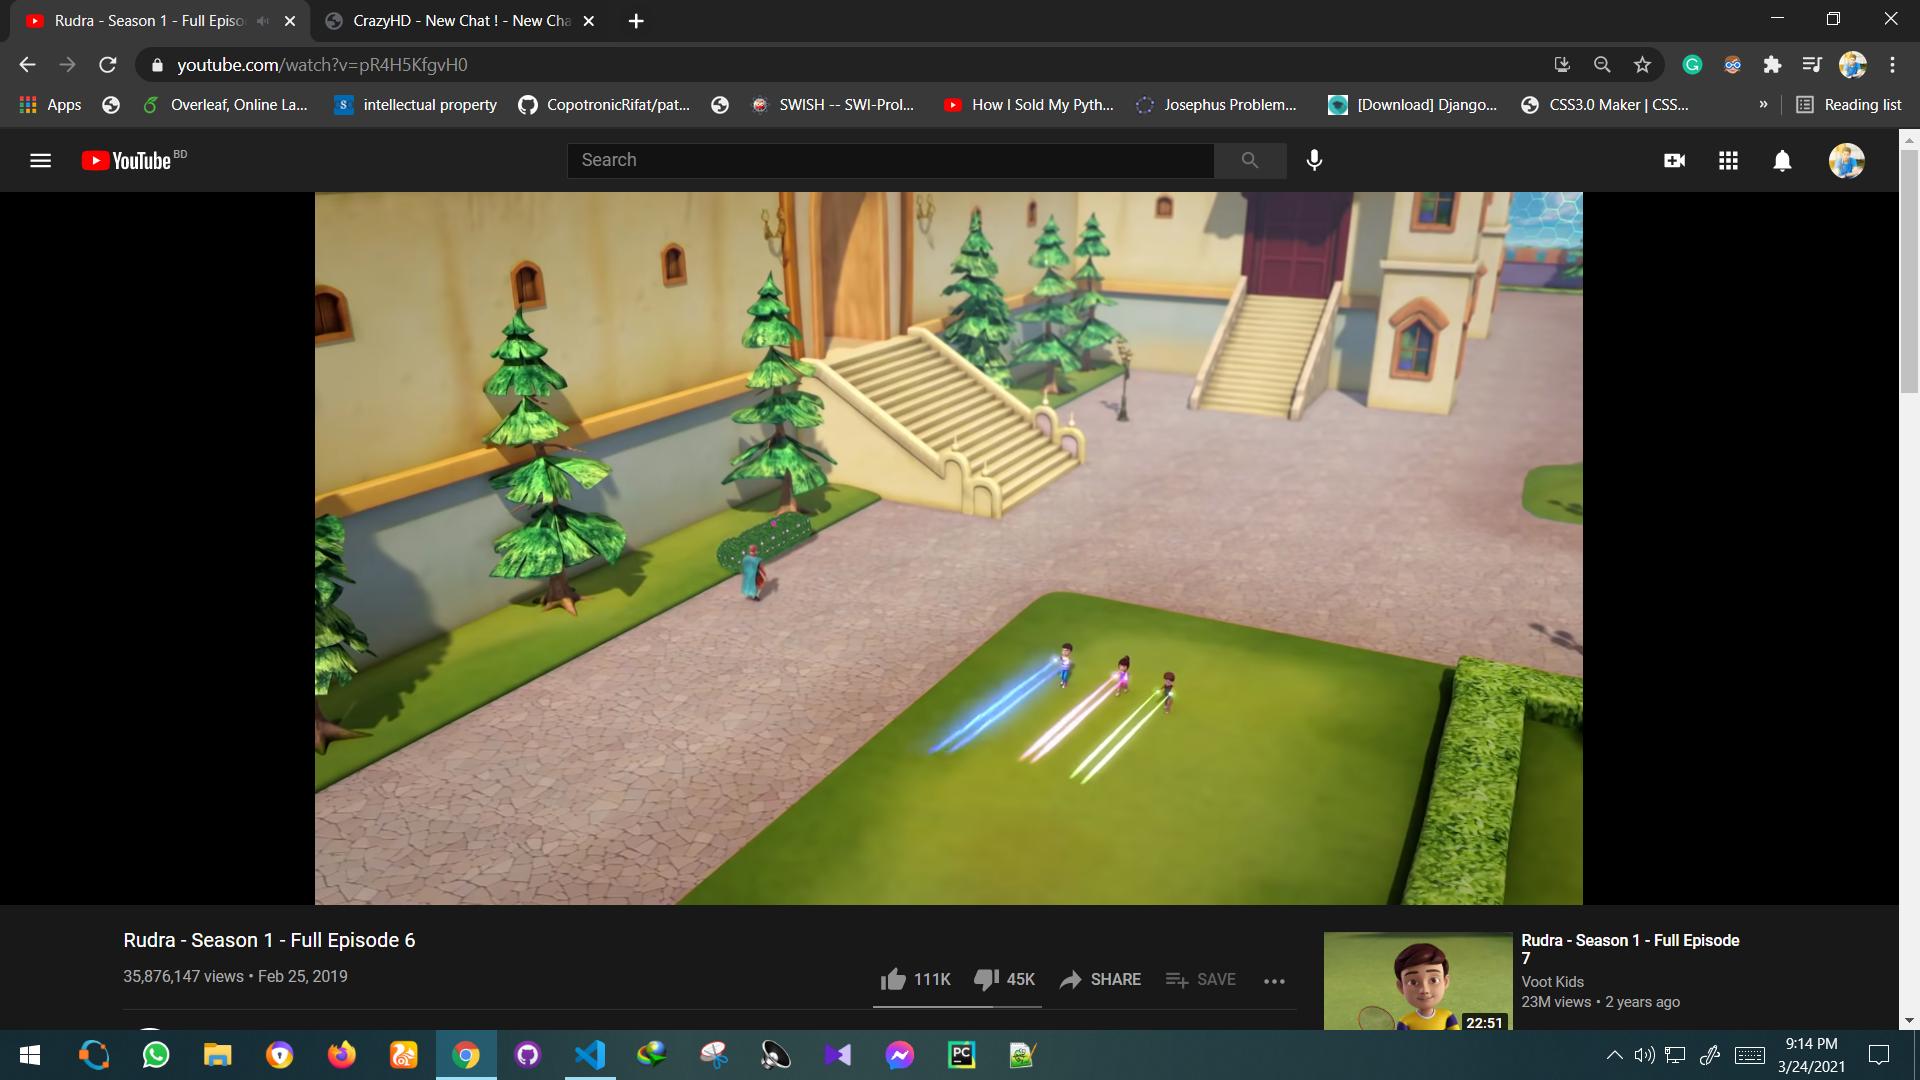 Rudra - Season 1 - Full Episo
CrazyHD - New Chat ! - New Cha
youtube.com/watch?v=pR4H5KfgvH0
Apps
Overleaf, Online La...
intellectual property
CopotronicRifat/pat...
SWISH -- SWI-Prol...
How I Sold My Pyth...
Josephus Problem...
[Download] Django...
CSS3.0 Maker | CSS...
»
Reading list
YouTube BD
Search
Rudra - Season 1 - Full Episode 6
35,876,147 views • Feb 25, 2019
111K
45K
SHARE
SAVE
Rudra - Season 1 - Full Episode
7
Voot Kids
23M views • 2 years ago
22:51
PC
9:14 PM
3/24/2021